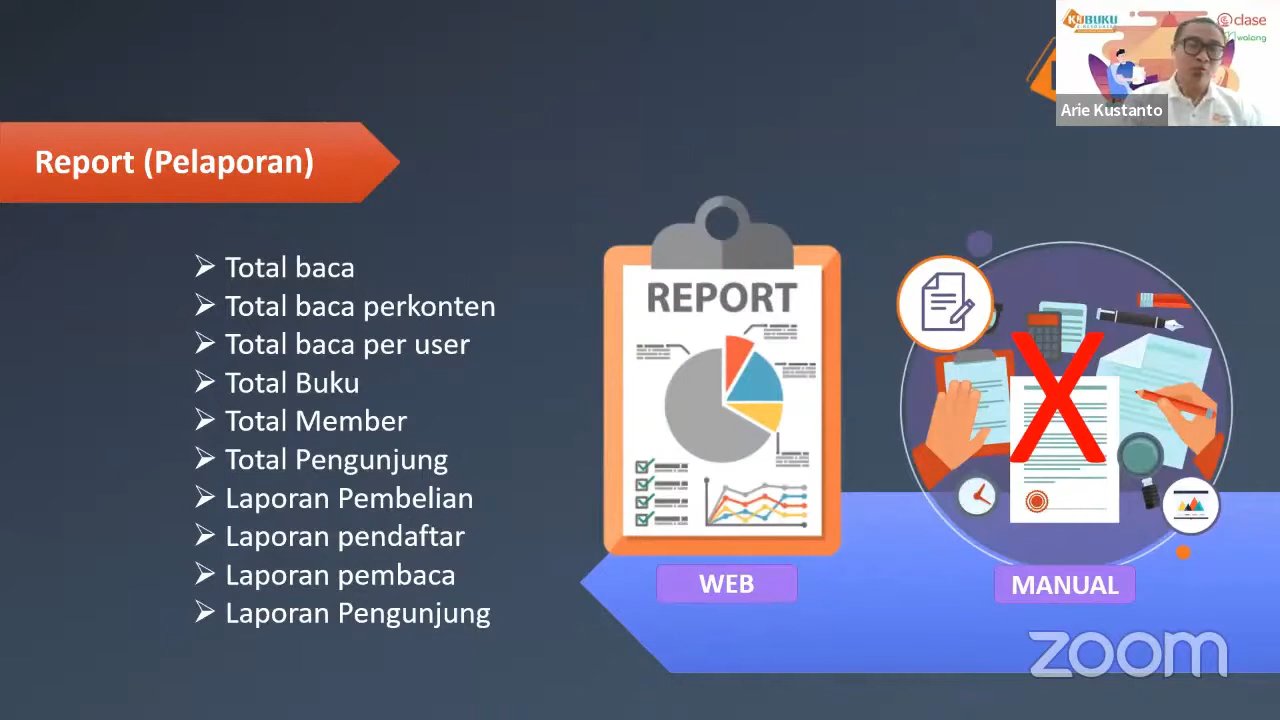 KUBUKU
clase
walang
Arie Kustanto
Report (Pelaporan)
Total baca
Total baca perkonten
Total baca per user
Total Buku
Total Member
Total Pengunjung
Laporan Pembelian
Laporan pendaftar
Laporan pembaca
Laporan Pengunjung
REPORT
X
WEB
MANUAL
zoom